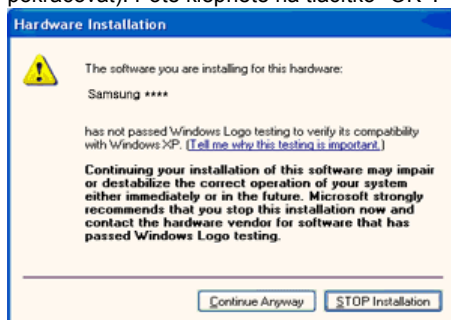 Hardware Installation
The software you are installing for this hardware:
Samsung ****
has not passed Windows Logo testing to verify its compatibility
with Windows XP. (Tell me why this testing is important.)
Continuing your installation of this software may impair
or destabilize the correct operation of your system
either immediately or in the future. Microsoft strongly
recommends that you stop this installation now and
contact the hardware vendor for software that has
passed Windows Logo testing.
Continue Anyway STOP Installation